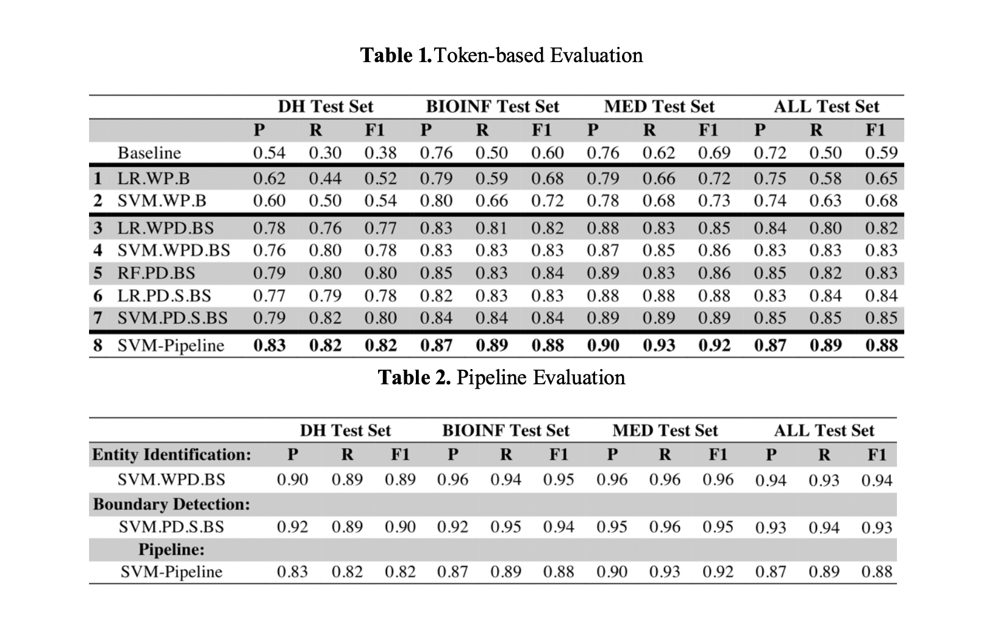 Table 1. Token-based Evaluation
DH Test Set BIOINF Test Set MED Test Set ALL Test Set
P R F1 P R F1 P R F1 P R F1
Baseline 0.54 0.30 0.38 0.76 0.50 0.60 0.76 0.62 0.69 0.72 0.50 0.59
1 LR.WP.B 0.62 0.44 0.52 0.79 0.59 0.68 0.79 0.66 0.72 0.75 0.58 0.65
2 SVM.WP.B 0.60 0.50 0.54 0.80 0.66 0.72 0.78 0.68 0.73 0.74 0.63 0.68
3 LR.WPD.BS 0.78 0.76 0.77 0.83 0.81 0.82 0.88 0.83 0.85 0.84 0.80 0.82
4 SVM.WPD.BS 0.76 0.80 0.78 0.83 0.83 0.83 0.87 0.85 0.86 0.83 0.83 0.83
5 RF.PD.BS 0.79 0.80 0.80 0.85 0.83 0.84 0.89 0.83 0.86 0.85 0.82 0.83
6 LR.PD.S.BS 0.77 0.79 0.78 0.82 0.83 0.83 0.88 0.88 0.88 0.83 0.84 0.84
7 SVM.PD.S.BS 0.79 0.82 0.80 0.84 0.84 0.84 0.89 0.89 0.89 0.85 0.85 0.85
8 SVM-Pipeline 0.83 0.82 0.82 0.87 0.89 0.88 0.90 0.93 0.92 0.87 0.89 0.88
Table 2. Pipeline Evaluation
DH Test Set BIOINF Test Set MED Test Set ALL Test Set
Entity Identification: P R F1 P R F1 P R F1 P R F1
SVM.WPD.BS 0.90 0.89 0.89 0.96 0.94 0.95 0.96 0.96 0.96 0.94 0.93 0.94
Boundary Detection:
SVM.PD.S.BS 0.92 0.89 0.90 0.92 0.95 0.94 0.95 0.96 0.95 0.93 0.94 0.93
Pipeline:
SVM-Pipeline 0.83 0.82 0.82 0.87 0.89 0.88 0.90 0.93 0.92 0.87 0.89 0.88